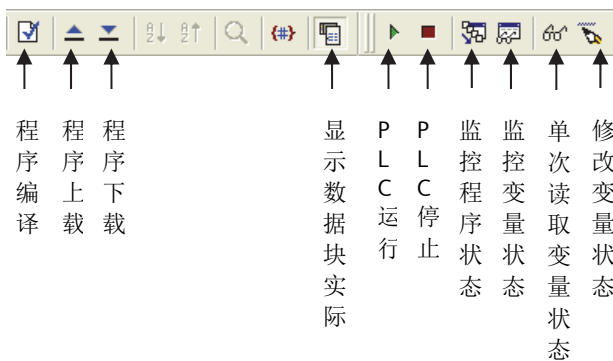 程序编译
程序上载
程序下载
显示数据块实际
PLC运行
PLC停止
监控程序状态
监控变量状态
单次读取变量状态
修改变量状态